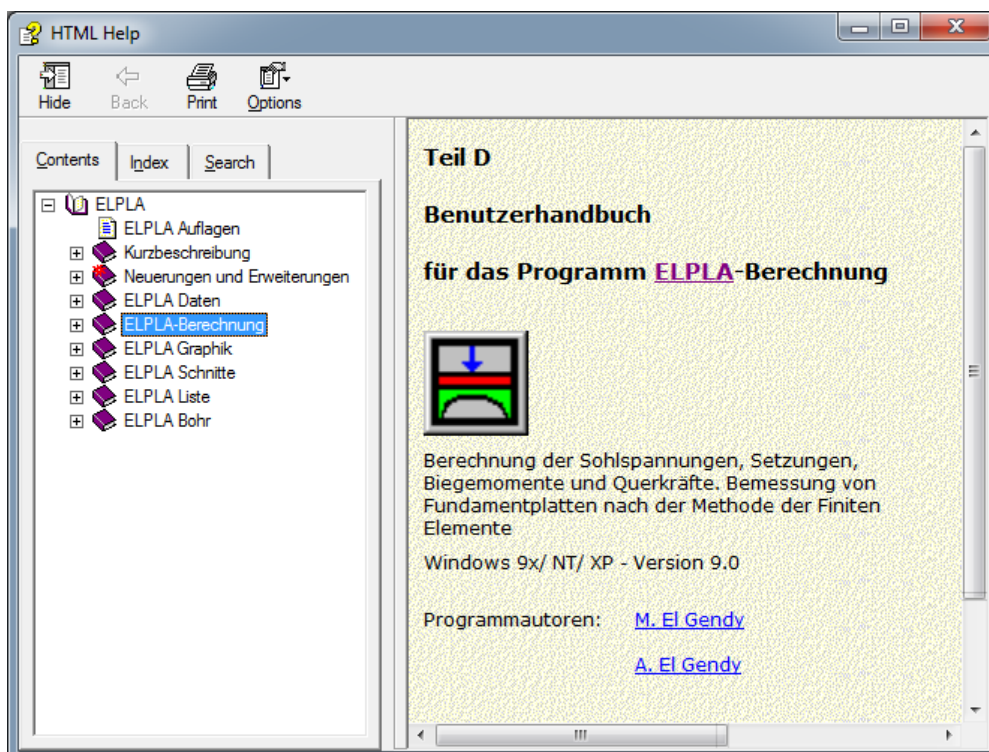 HTML Help
Hide Back Print Options
Contents Index Search
ELPLA
ELPLA Auflagen
Kurzbeschreibung
Neuerungen und Erweiterungen
ELPLA Daten
ELPLA-Berechnung
ELPLA Graphik
ELPLA Schnitte
ELPLA Liste
ELPLA Bohr
Teil D
Benutzerhandbuch
für das Programm ELPLA-Berechnung
Berechnung der Sohlspannungen, Setzungen,
Biegemomente und Querkräfte. Bemessung von
Fundamentplatten nach der Methode der Finiten
Elemente
Windows 9x/ NT/ XP - Version 9.0
Programmautoren: M. El Gendy
A. El Gendy